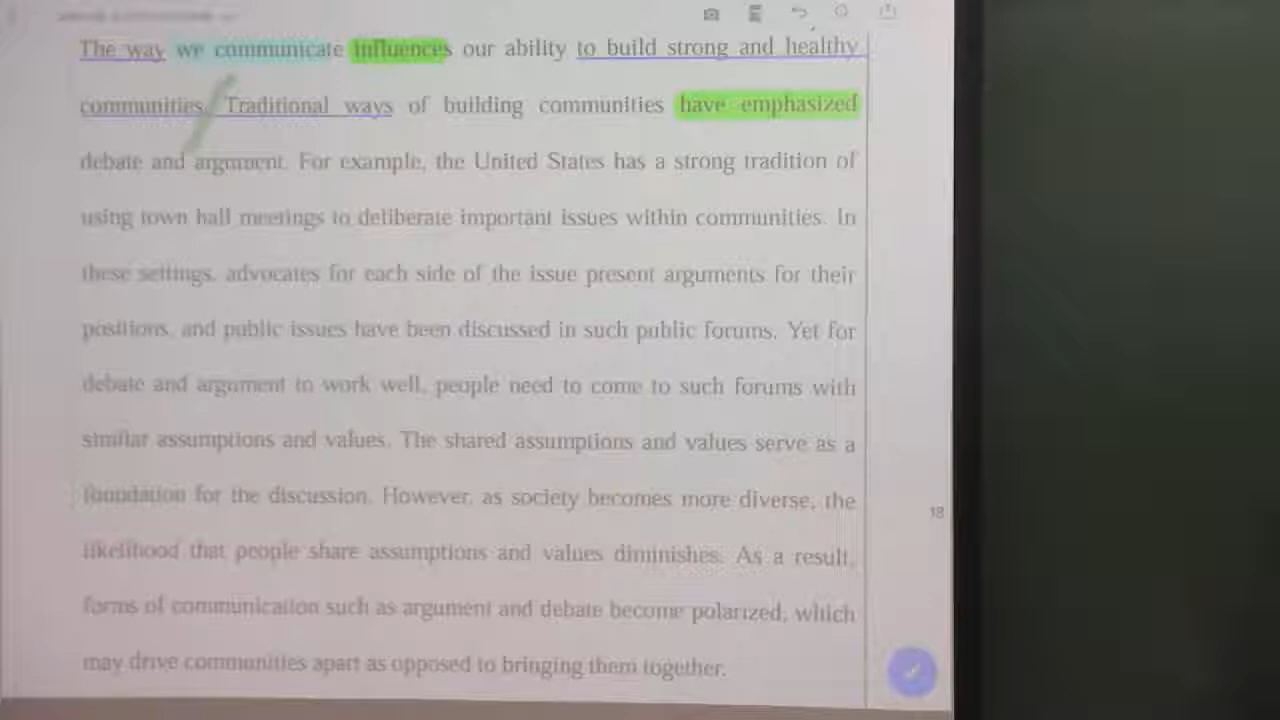 The way we communicate influences our ability to build strong and healthy
communities. Traditional ways of building communities have emphasized
debate and argument. For example, the United States has a strong tradition of
using town hall meetings to deliberate important issues within communities. In
these settings, advocates for each side of the issue present arguments for their
positions, and public issues have been discussed in such public forums. Yet for
debate and argument to work well, people need to come to such forums with
similar assumptions and values. The shared assumptions and values serve as a
foundation for the discussion. However, as society becomes more diverse, the
likelihood that people share assumptions and values diminishes. As a result,
forms of communication such as argument and debate become polarized, which
may drive communities apart as opposed to bringing them together.
18